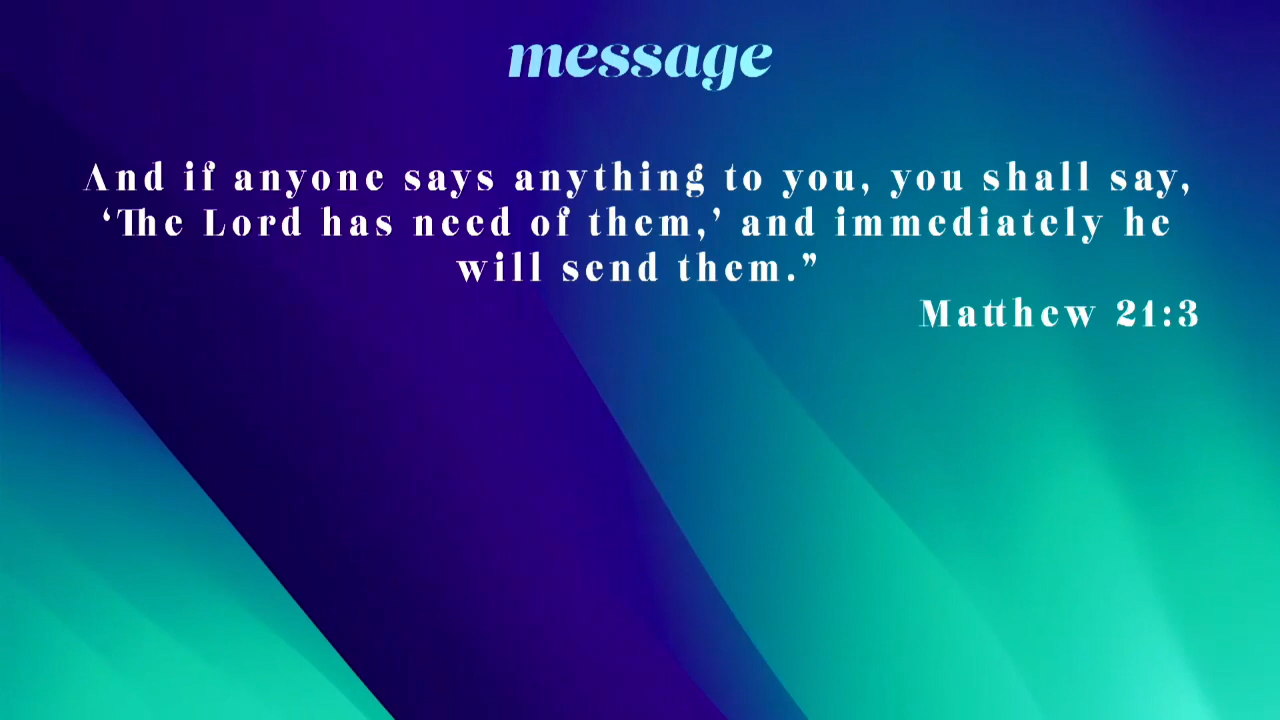 message
And if anyone says anything to you, you shall say,
‘The Lord has need of them,’ and immediately he
will send them.”
Matthew 21:3